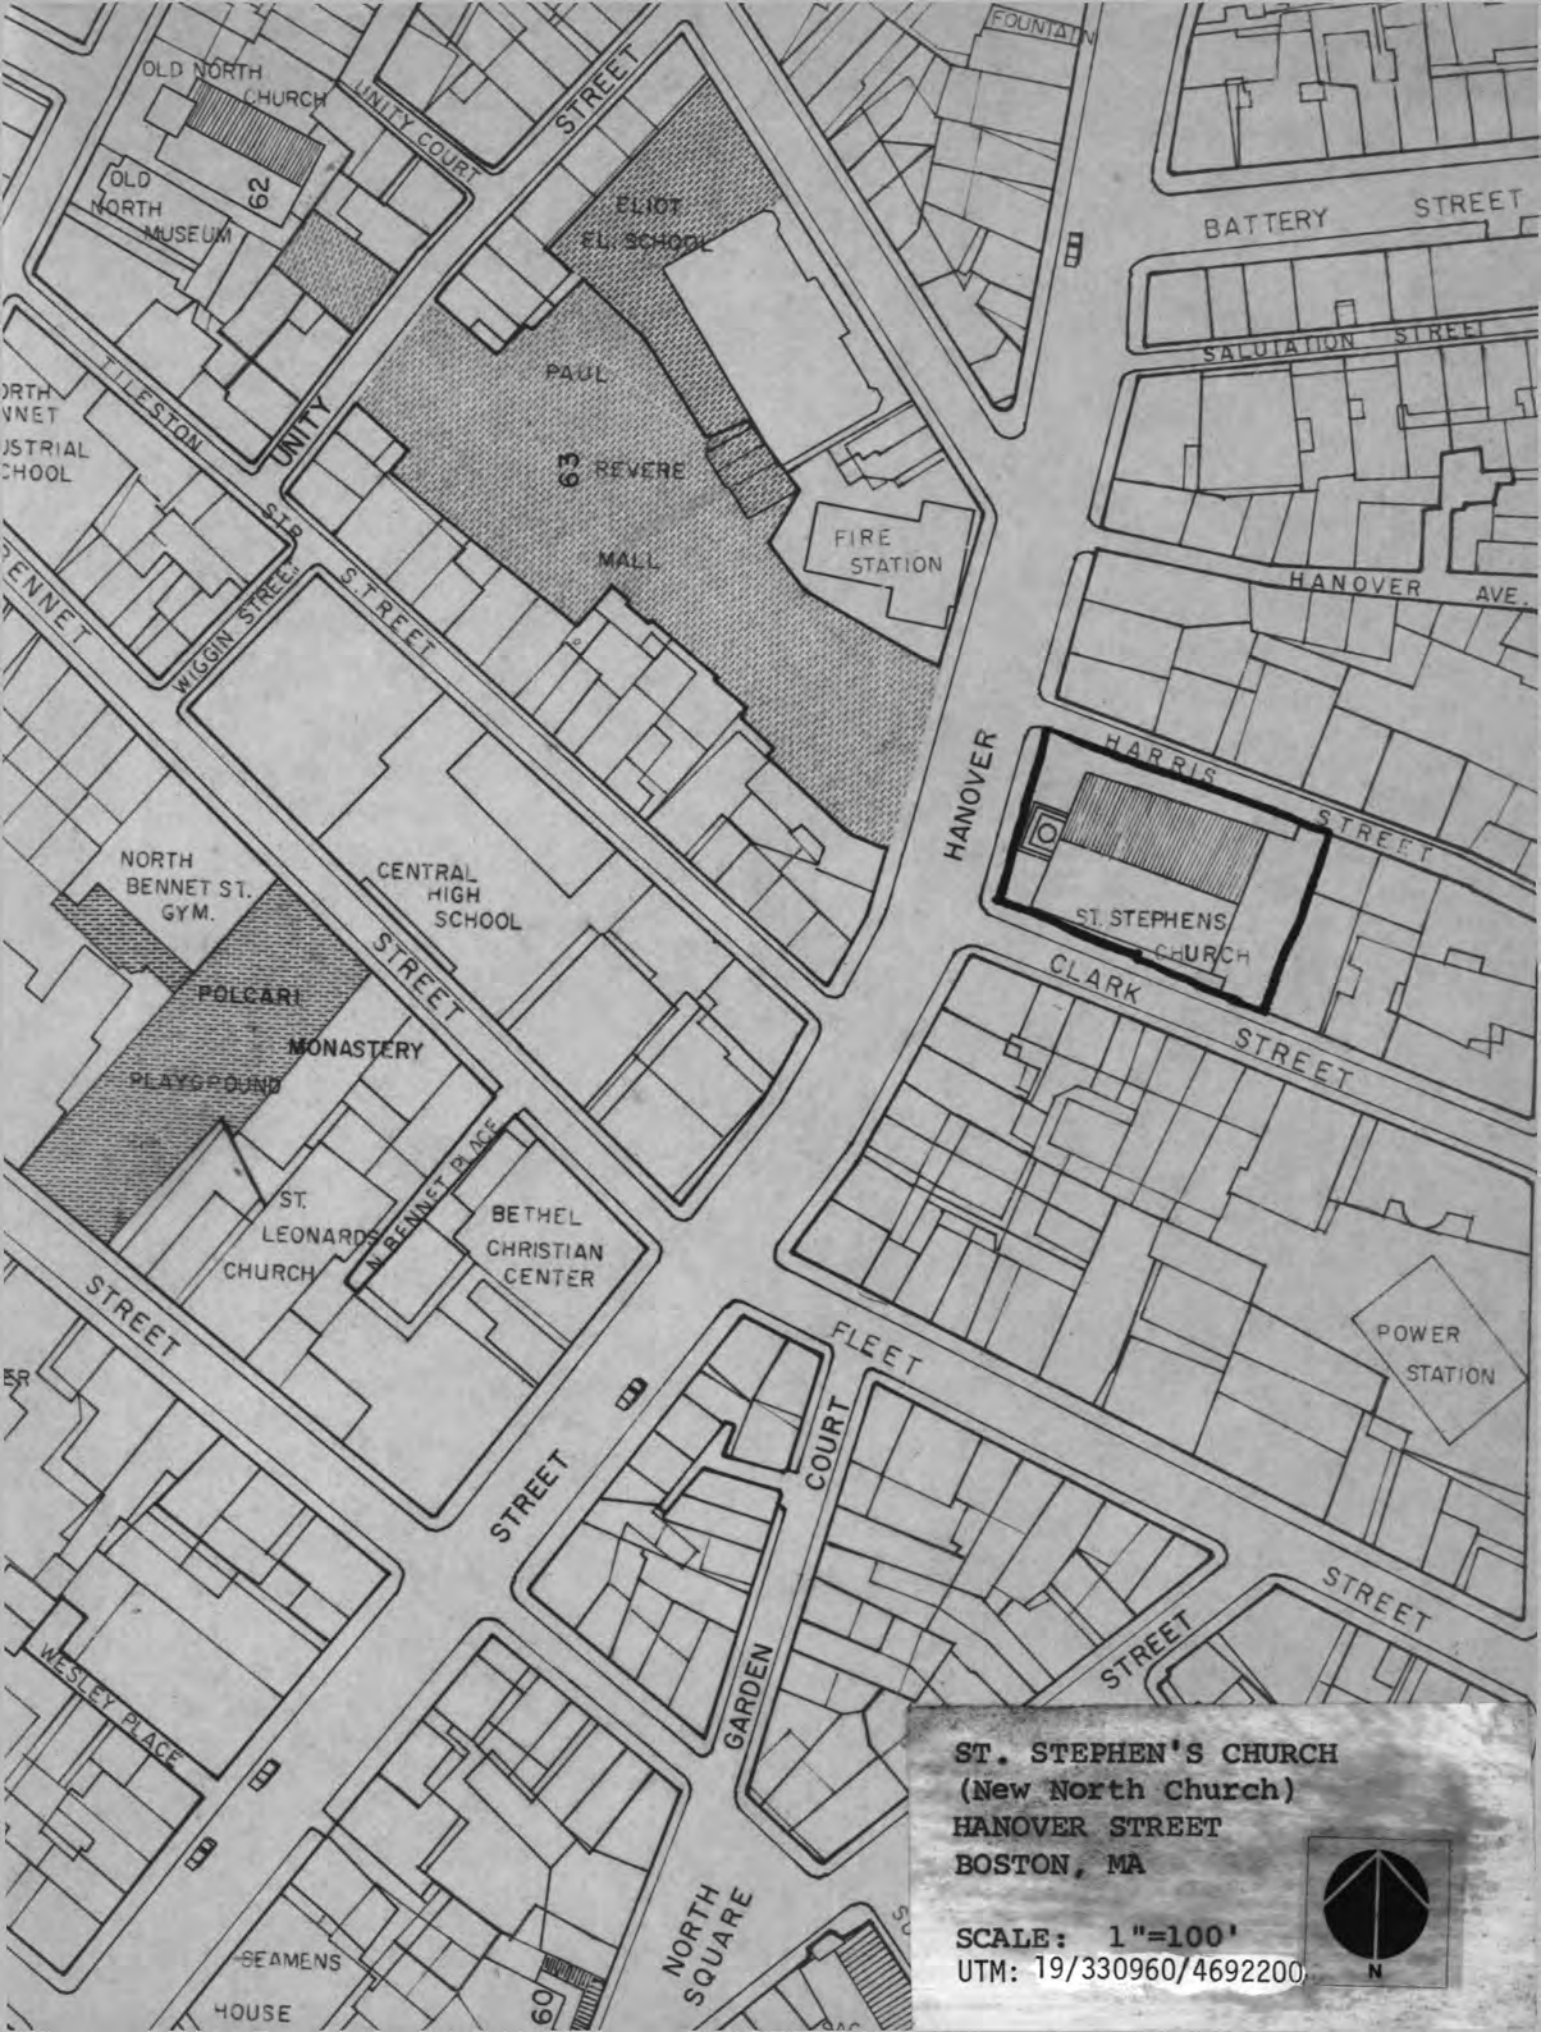 FOUNTAIN
OLD NORTH
CHURCH
UNITY COURT
STREET
OLD
NORTH
MUSEUM
62
ELIOT
EL. SCHOOL
BATTERY STREET
SALUTATION STREET
TILESTON
STR
UNITY
PAUL
63 REVERE
MALL
FIRE
STATION
HANOVER AVE.
USTRIAL
CHOOL
BENNET
WIGGIN STREET
STREET
HANOVER
HARRIS
STREET
ST. STEPHENS
CHURCH
CLARK
STREET
NORTH
BENNET ST.
GYM.
CENTRAL
HIGH
SCHOOL
STREET
POLCARI
PLAYGROUND
MONASTERY
ST.
LEONARDS
CHURCH
N. BENNET PLACE
BETHEL
CHRISTIAN
CENTER
STREET
FLEET
STREET
POWER
STATION
COURT
GARDEN
STREET
STREET
WESLEY PLACE
SEAMENS
HOUSE
60
NORTH
SQUARE
ST. STEPHEN'S CHURCH
(New North Church)
HANOVER STREET
BOSTON, MA
SCALE: 1"=100'
UTM: 19/330960/4692200
N